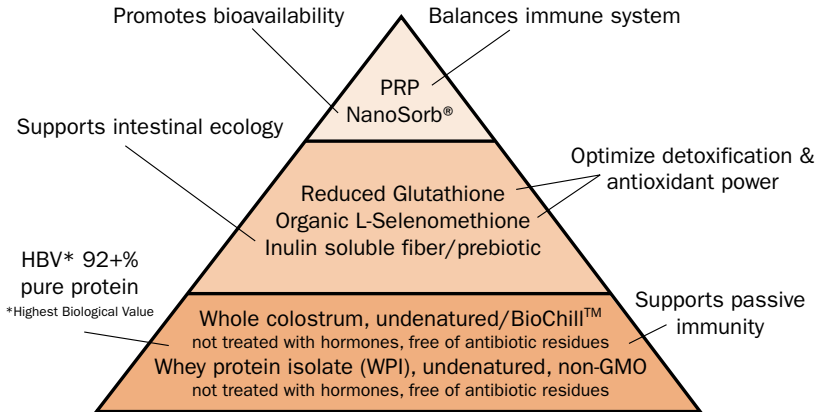 Promotes bioavailability
Balances immune system
PRP
NanoSorb®
Supports intestinal ecology
Optimize detoxification &
antioxidant power
Reduced Glutathione
Organic L-Selenomethione
Inulin soluble fiber/prebiotic
HBV* 92+%
pure protein
*Highest Biological Value
Supports passive
immunity
Whole colostrum, undenatured/BioChill™
not treated with hormones, free of antibiotic residues
Whey protein isolate (WPI), undenatured, non-GMO
not treated with hormones, free of antibiotic residues